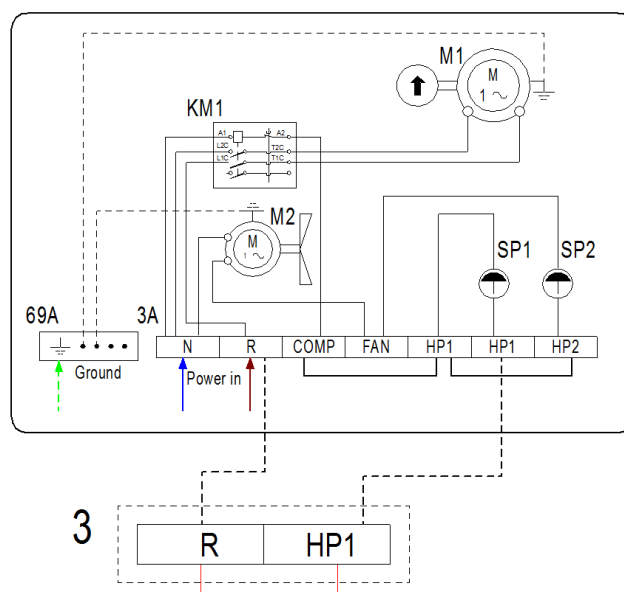 M1
M
1 ~
KM1
A1 A2
L2C T2C
L1C T1C
M2
M
1 ~
SP1 SP2
69A 3A
N R COMP FAN HP1 HP1 HP2
Ground
Power in
3
R HP1